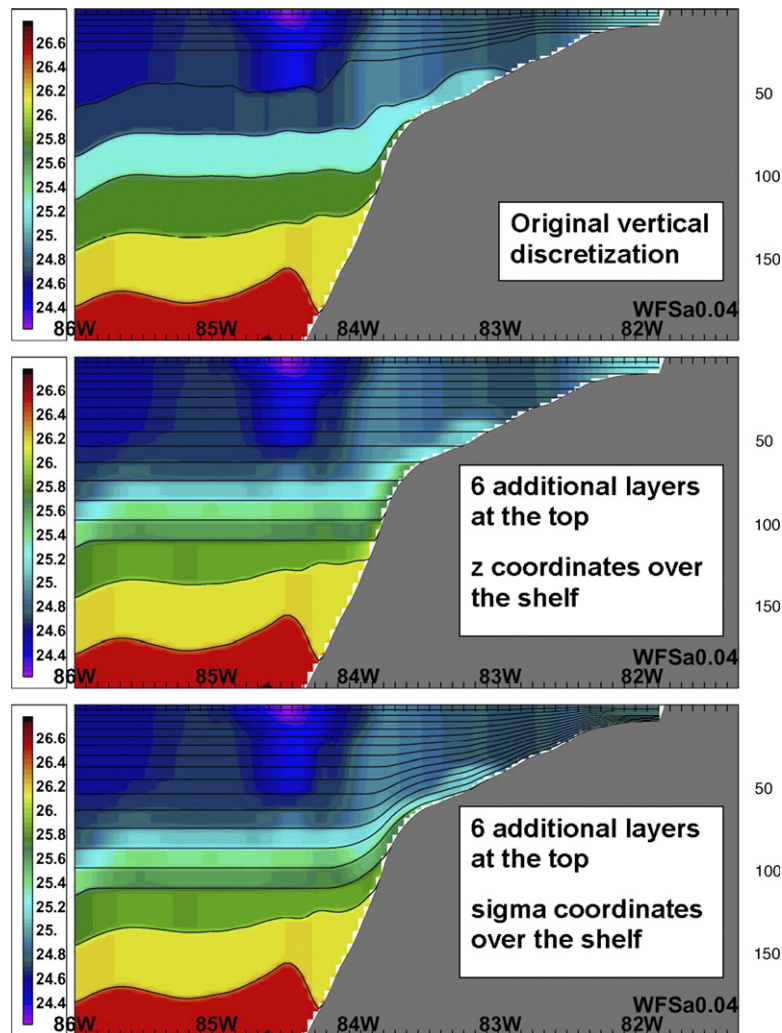 26.6
26.4
26.2
26.
25.8
25.6
25.4
25.2
25.
24.8
24.6
24.4
50
100
150
Original vertical
discretization
WFSa0.04
86W 85W 84W 83W 82W
26.6
26.4
26.2
26.
25.8
25.6
25.4
25.2
25.
24.8
24.6
24.4
50
100
150
6 additional layers
at the top
z coordinates over
the shelf
WFSa0.04
86W 85W 84W 83W 82W
26.6
26.4
26.2
26.
25.8
25.6
25.4
25.2
25.
24.8
24.6
24.4
24.2
50
100
150
6 additional layers
at the top
sigma coordinates
over the shelf
WFSa0.04
86W 85W 84W 83W 82W